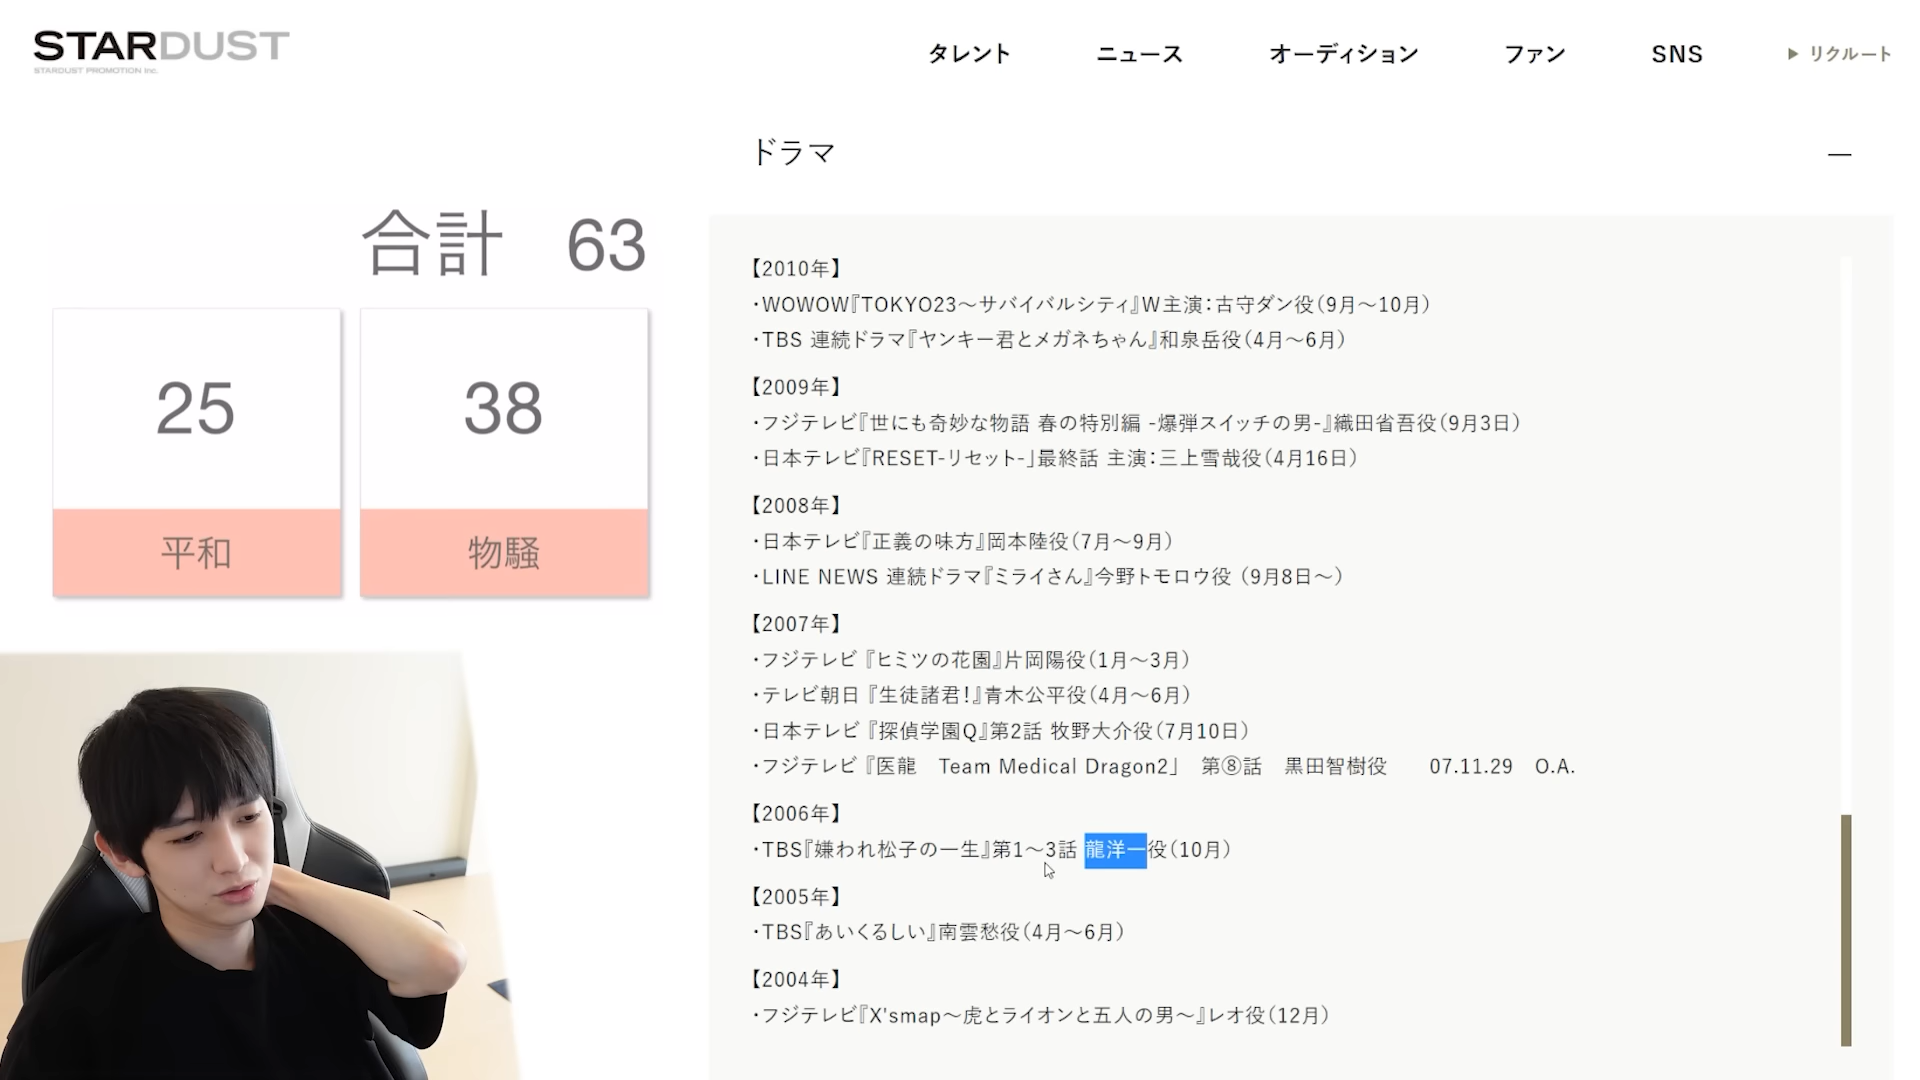 STARDUST
STARDUST PROMOTION Inc.
タレント
ニュース
オーディション
ファン
SNS
▶ リクルート
ドラマ
合計 63
25
平和
38
物騒
【2010年】
・WOWOW『TOKYO23～サバイバルシティ』W主演：古守ダン役（9月～10月）
・TBS 連続ドラマ『ヤンキー君とメガネちゃん』和泉岳役（4月～6月）
【2009年】
・フジテレビ『世にも奇妙な物語 春の特別編 -爆弾スイッチの男-』織田省吾役（9月3日）
・日本テレビ『RESET-リセット-」最終話 主演：三上雪哉役（4月16日）
【2008年】
・日本テレビ『正義の味方』岡本陸役（7月～9月）
・LINE NEWS 連続ドラマ『ミライさん』今野トモロウ役 （9月8日～）
【2007年】
・フジテレビ 『ヒミツの花園』片岡陽役（1月～3月）
・テレビ朝日 『生徒諸君！』青木公平役（4月～6月）
・日本テレビ 『探偵学園Q』第2話 牧野大介役（7月10日）
・フジテレビ 『医龍　Team Medical Dragon2」　第⑧話　黒田智樹役　　07.11.29　O.A.
【2006年】
・TBS『嫌われ松子の一生』第1～3話 龍洋一役（10月）
【2005年】
・TBS『あいくるしい』南雲愁役（4月～6月）
【2004年】
・フジテレビ『X'smap～虎とライオンと五人の男～』レオ役（12月）